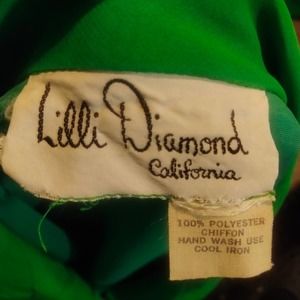 Lilli Diamond
California
100% POLYESTER
CHIFFON
HAND WASH USE
COOL IRON